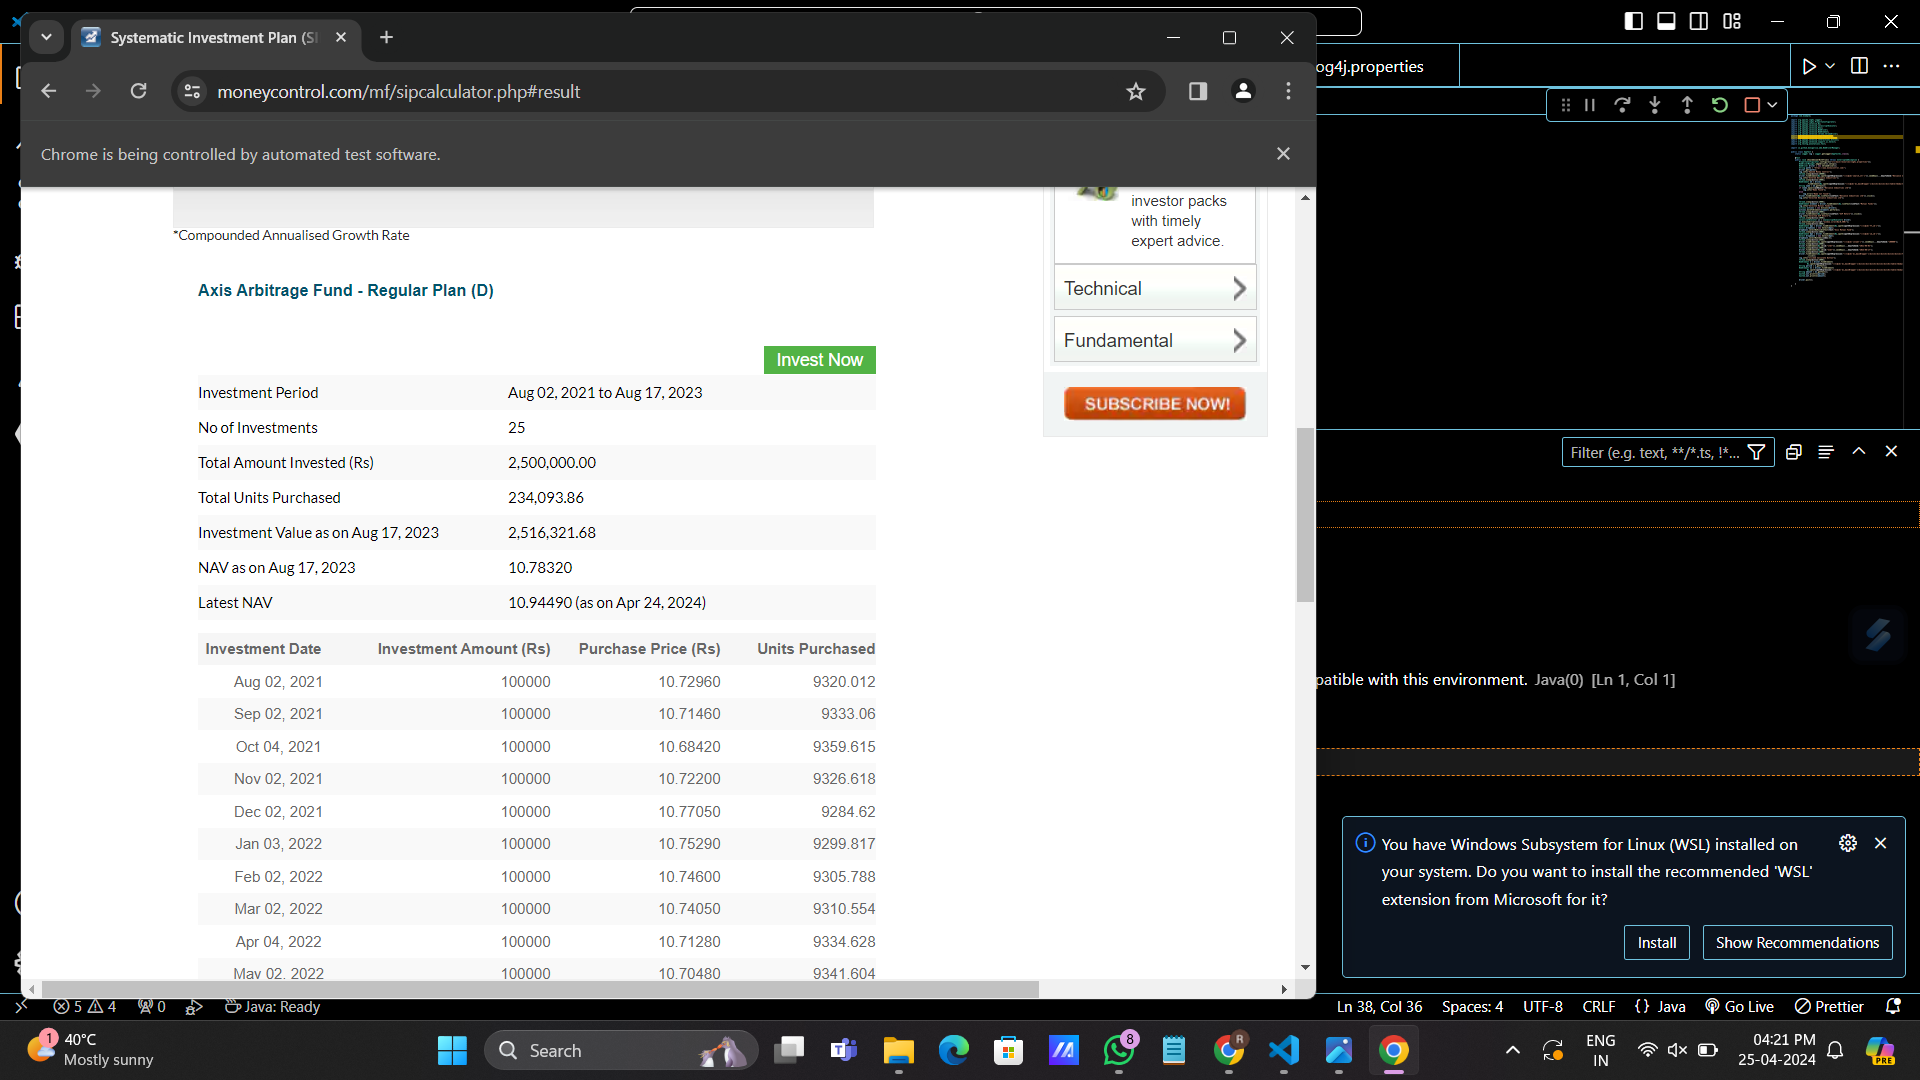 Systematic Investment Plan (SI
moneycontrol.com/mf/sipcalculator.php#result
Chrome is being controlled by automated test software.
og4j.properties
*Compounded Annualised Growth Rate
Axis Arbitrage Fund - Regular Plan (D)
Invest Now
Investment Period Aug 02, 2021 to Aug 17, 2023
No of Investments 25
Total Amount Invested (Rs) 2,500,000.00
Total Units Purchased 234,093.86
Investment Value as on Aug 17, 2023 2,516,321.68
NAV as on Aug 17, 2023 10.78320
Latest NAV 10.94490 (as on Apr 24, 2024)
Investment Date Investment Amount (Rs) Purchase Price (Rs) Units Purchased
Aug 02, 2021 100000 10.72960 9320.012
Sep 02, 2021 100000 10.71460 9333.06
Oct 04, 2021 100000 10.68420 9359.615
Nov 02, 2021 100000 10.72200 9326.618
Dec 02, 2021 100000 10.77050 9284.62
Jan 03, 2022 100000 10.75290 9299.817
Feb 02, 2022 100000 10.74600 9305.788
Mar 02, 2022 100000 10.74050 9310.554
Apr 04, 2022 100000 10.71280 9334.628
May 02, 2022 100000 10.70480 9341.604
investor packs
with timely
expert advice.
Technical
Fundamental
SUBSCRIBE NOW!
Filter (e.g. text, **/*.ts, !*...
patible with this environment. Java(0) [Ln 1, Col 1]
You have Windows Subsystem for Linux (WSL) installed on
your system. Do you want to install the recommended 'WSL'
extension from Microsoft for it?
Install Show Recommendations
5 4 0 Java: Ready
Ln 38, Col 36 Spaces: 4 UTF-8 CRLF {} Java Go Live Prettier
1
40°C
Mostly sunny
Search
8
R
ENG
IN
04:21 PM
25-04-2024
PRE